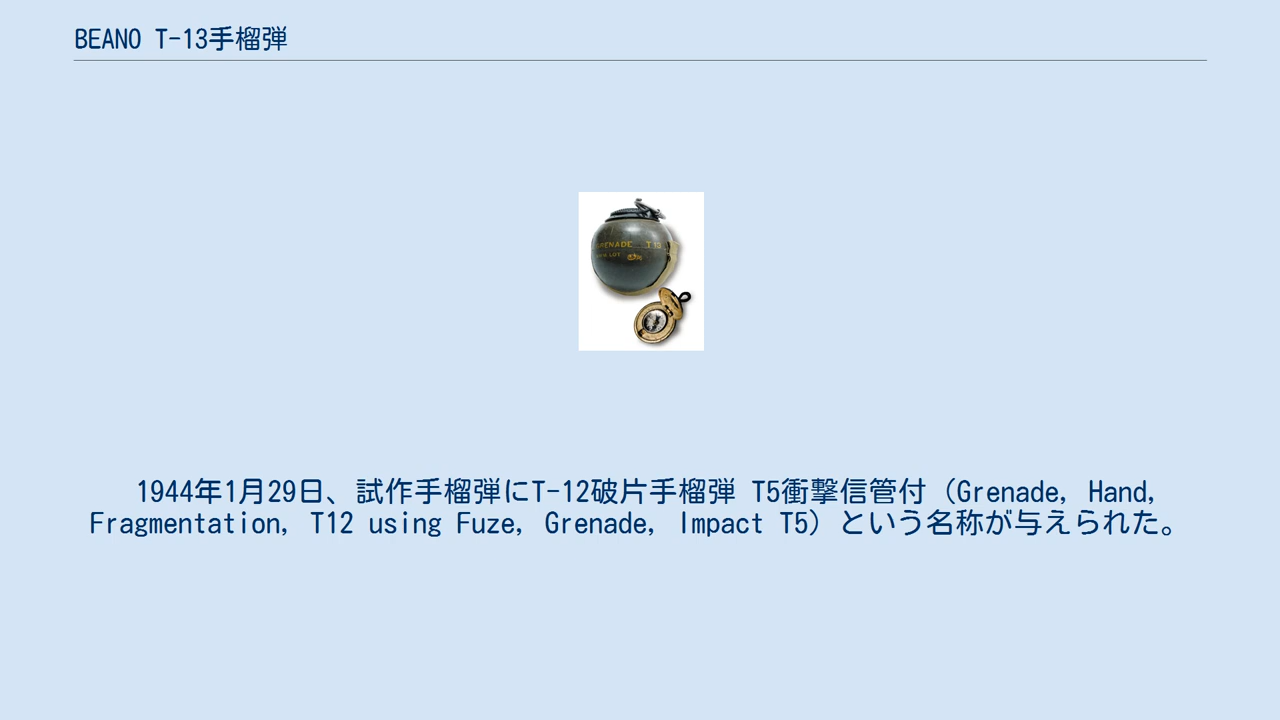 BEANO T-13手榴弾
GRENADE T13
LOT
1944年1月29日、試作手榴弾にT-12破片手榴弾 T5衝撃信管付（Grenade, Hand,
Fragmentation, T12 using Fuze, Grenade, Impact T5）という名称が与えられた。